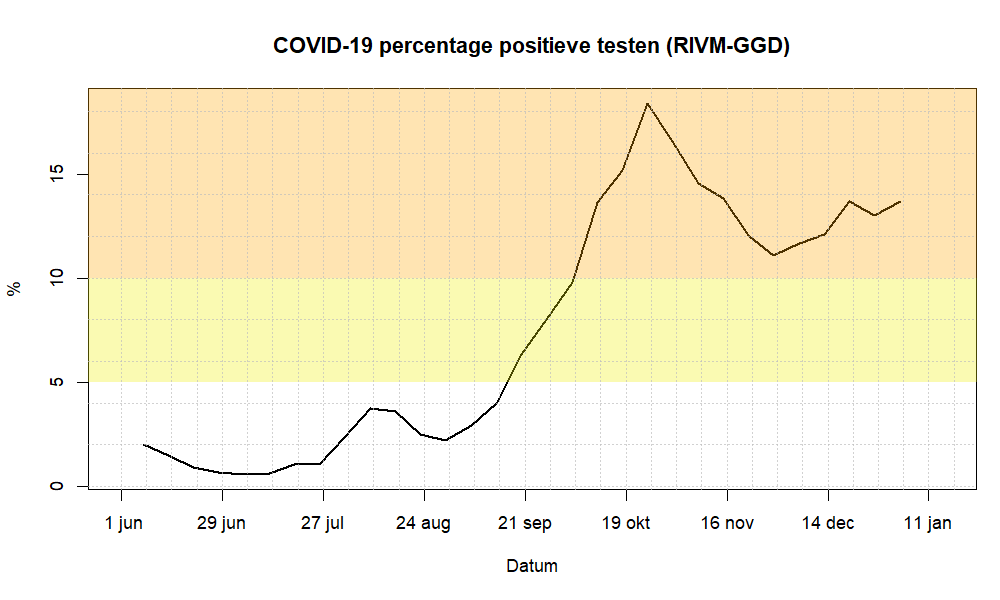 COVID-19 percentage positieve testen (RIVM-GGD)
%
15
10
5
0
1 jun 29 jun 27 jul 24 aug 21 sep 19 okt 16 nov 14 dec 11 jan
Datum